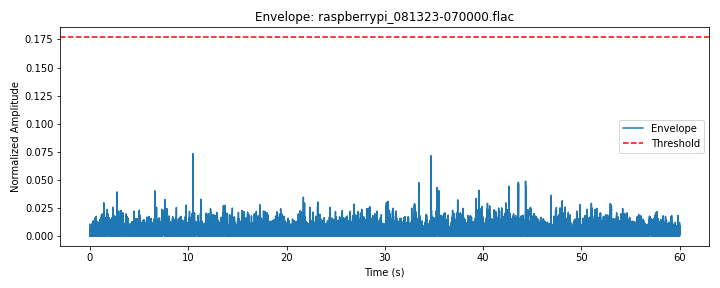 Envelope: raspberrypi_081323-070000.flac
Normalized Amplitude
0.175
0.150
0.125
0.100
0.075
0.050
0.025
0.000
Envelope
Threshold
0 10 20 30 40 50 60
Time (s)